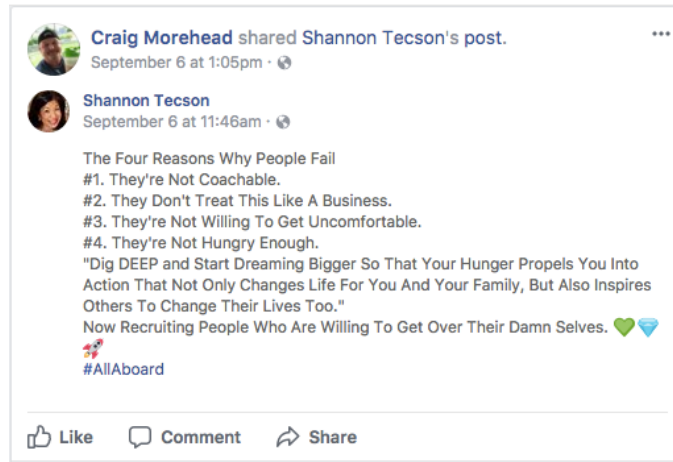 Craig Morehead shared Shannon Tecson's post.
September 6 at 1:05pm ·
Shannon Tecson
September 6 at 11:46am ·
The Four Reasons Why People Fail
#1. They're Not Coachable.
#2. They Don't Treat This Like A Business.
#3. They're Not Willing To Get Uncomfortable.
#4. They're Not Hungry Enough.
"Dig DEEP and Start Dreaming Bigger So That Your Hunger Propels You Into
Action That Not Only Changes Life For You And Your Family, But Also Inspires
Others To Change Their Lives Too."
Now Recruiting People Who Are Willing To Get Over Their Damn Selves. 💚💎
🚀
#AllAboard
Like Comment Share